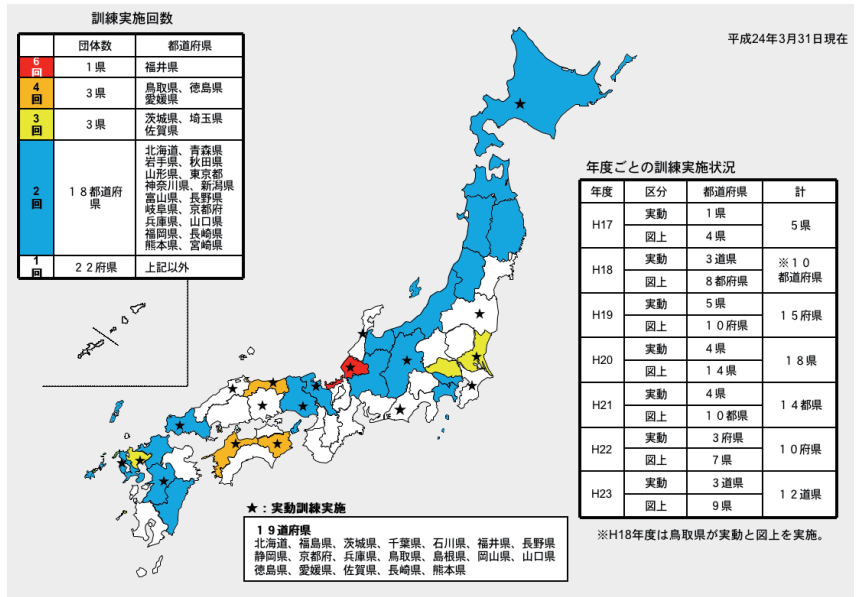 訓練実施回数
団体数 都道府県
6回 1県 福井県
4回 3県 鳥取県、徳島県
愛媛県
3回 3県 茨城県、埼玉県
佐賀県
2回 18都道府県 北海道、青森県
岩手県、秋田県
山形県、東京都
神奈川県、新潟県
富山県、長野県
岐阜県、京都府
兵庫県、山口県
福岡県、長崎県
熊本県、宮崎県
1回 22府県 上記以外
平成24年3月31日現在
年度ごとの訓練実施状況
年度 区分 都道府県 計
H17 実動 1県 5県
図上 4県
H18 実動 3道県 ※10都道府県
図上 8都府県
H19 実動 5県 15府県
図上 10府県
H20 実動 4県 18県
図上 14県
H21 実動 4県 14都県
図上 10都県
H22 実動 3府県 10府県
図上 7県
H23 実動 3道県 12道県
図上 9県
※H18年度は鳥取県が実動と図上を実施。
★：実動訓練実施
19道府県
北海道、福島県、茨城県、千葉県、石川県、福井県、長野県
静岡県、京都府、兵庫県、鳥取県、島根県、岡山県、山口県
徳島県、愛媛県、佐賀県、長崎県、熊本県